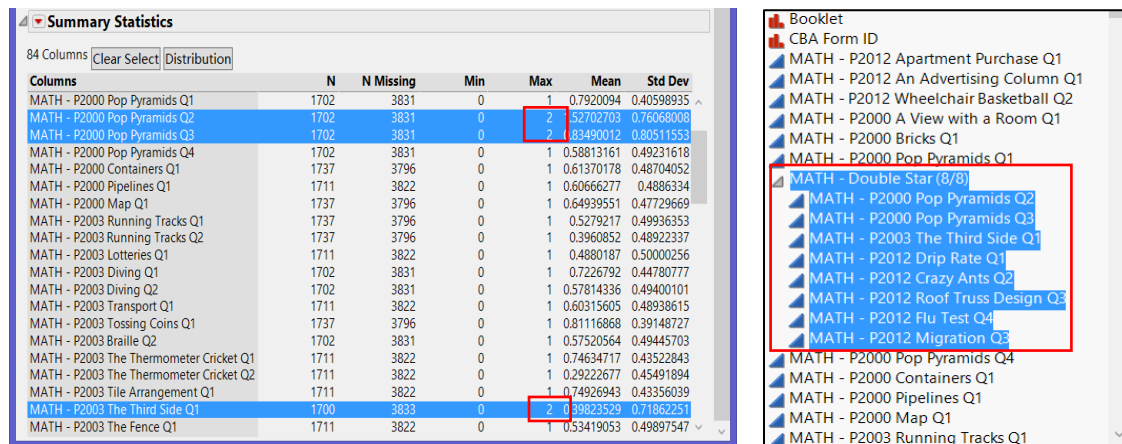 Summary Statistics
84 Columns Clear Select Distribution
Columns N N Missing Min Max Mean Std Dev
MATH - P2000 Pop Pyramids Q1 1702 3831 0 1 0.7920094 0.40598935
MATH - P2000 Pop Pyramids Q2 1702 3831 0 2 .52702703 0.76068008
MATH - P2000 Pop Pyramids Q3 1702 3831 0 2 0.83490012 0.80511553
MATH - P2000 Pop Pyramids Q4 1702 3831 0 1 0.58813161 0.49231618
MATH - P2000 Containers Q1 1737 3796 0 1 0.61370178 0.48704052
MATH - P2000 Pipelines Q1 1711 3822 0 1 0.60666277 0.4886334
MATH - P2000 Map Q1 1737 3796 0 1 0.64939551 0.47729669
MATH - P2003 Running Tracks Q1 1737 3796 0 1 0.5279217 0.49936353
MATH - P2003 Running Tracks Q2 1737 3796 0 1 0.3960852 0.48922337
MATH - P2003 Lotteries Q1 1711 3822 0 1 0.4880187 0.50000256
MATH - P2003 Diving Q1 1702 3831 0 1 0.7226792 0.44780777
MATH - P2003 Diving Q2 1702 3831 0 1 0.57814336 0.49400101
MATH - P2003 Transport Q1 1711 3822 0 1 0.60315605 0.48938615
MATH - P2003 Tossing Coins Q1 1737 3796 0 1 0.81116868 0.39148727
MATH - P2003 Braille Q2 1702 3831 0 1 0.57520564 0.49445703
MATH - P2003 The Thermometer Cricket Q1 1711 3822 0 1 0.74634717 0.43522843
MATH - P2003 The Thermometer Cricket Q2 1711 3822 0 1 0.29222677 0.45491894
MATH - P2003 Tile Arrangement Q1 1711 3822 0 1 0.74926943 0.43356039
MATH - P2003 The Third Side Q1 1700 3833 0 2 0.39823529 0.71862251
MATH - P2003 The Fence Q1 1711 3822 0 1 0.53419053 0.49897547
Booklet
CBA Form ID
MATH - P2012 Apartment Purchase Q1
MATH - P2012 An Advertising Column Q1
MATH - P2012 Wheelchair Basketball Q2
MATH - P2000 A View with a Room Q1
MATH - P2000 Bricks Q1
MATH - P2000 Pop Pyramids Q1
MATH - Double Star (8/8)
MATH - P2000 Pop Pyramids Q2
MATH - P2000 Pop Pyramids Q3
MATH - P2003 The Third Side Q1
MATH - P2012 Drip Rate Q1
MATH - P2012 Crazy Ants Q2
MATH - P2012 Roof Truss Design Q3
MATH - P2012 Flu Test Q4
MATH - P2012 Migration Q3
MATH - P2000 Pop Pyramids Q4
MATH - P2000 Containers Q1
MATH - P2000 Pipelines Q1
MATH - P2000 Map Q1
MATH - P2003 Running Tracks Q1